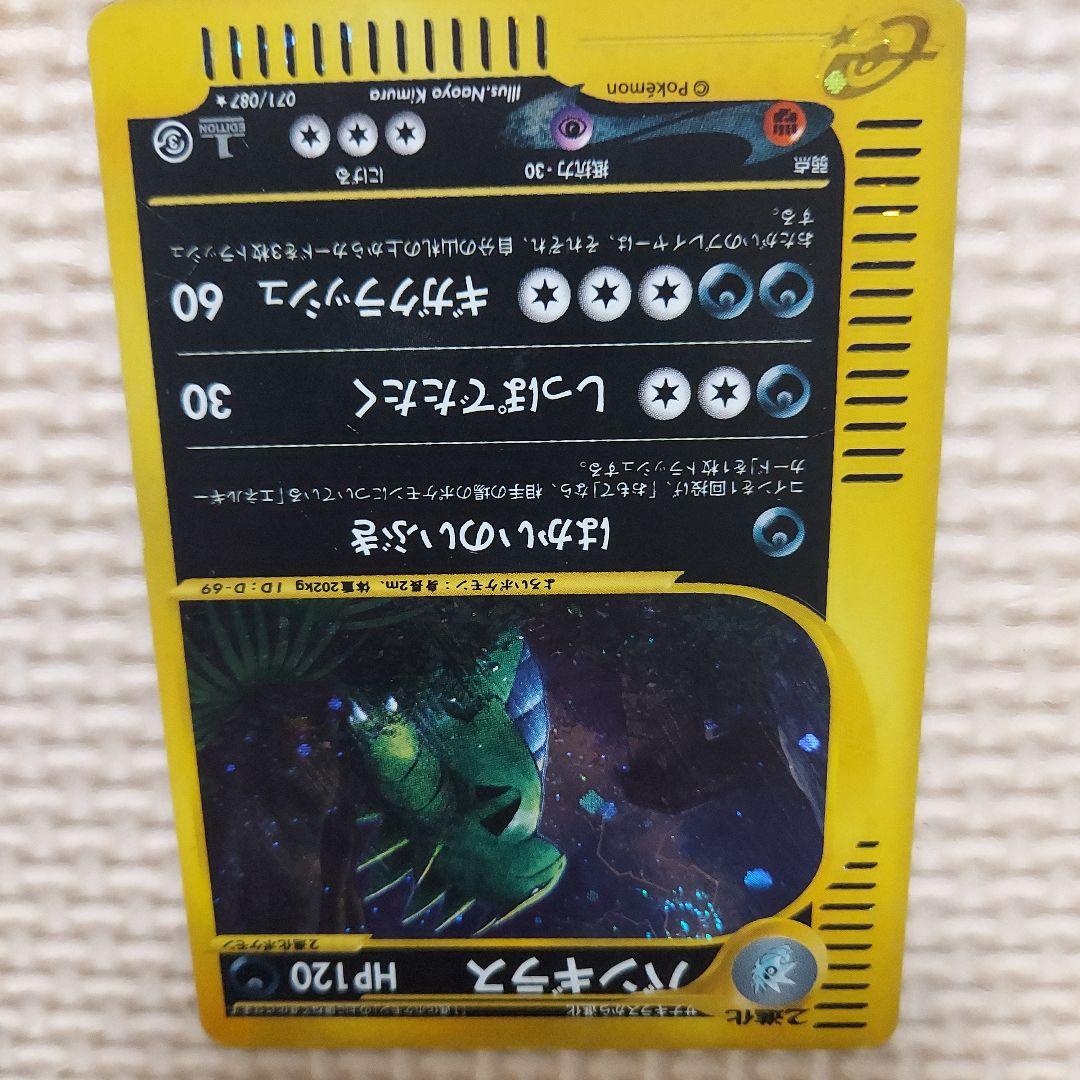 2進化
サナギラスから進化
バンギラス
HP120
2進化ポケモン
よろいポケモン：身長2m、体重202kg ID：D-69
はかいのいぶき
コインを1回投げ、「おもて」なら、相手の場のポケモンについている「エネルギー
カード」を1枚トラッシュする。
しっぽでたたく 30
ギガクラッシュ 60
おたがいのプレイヤーは、それぞれ、自分の山札の上からカードを3枚トラッシュ
する。
弱点 抵抗力-30 にげる
1 EDITION
©Pokémon Illus.Naoyo Kimura 071/087★